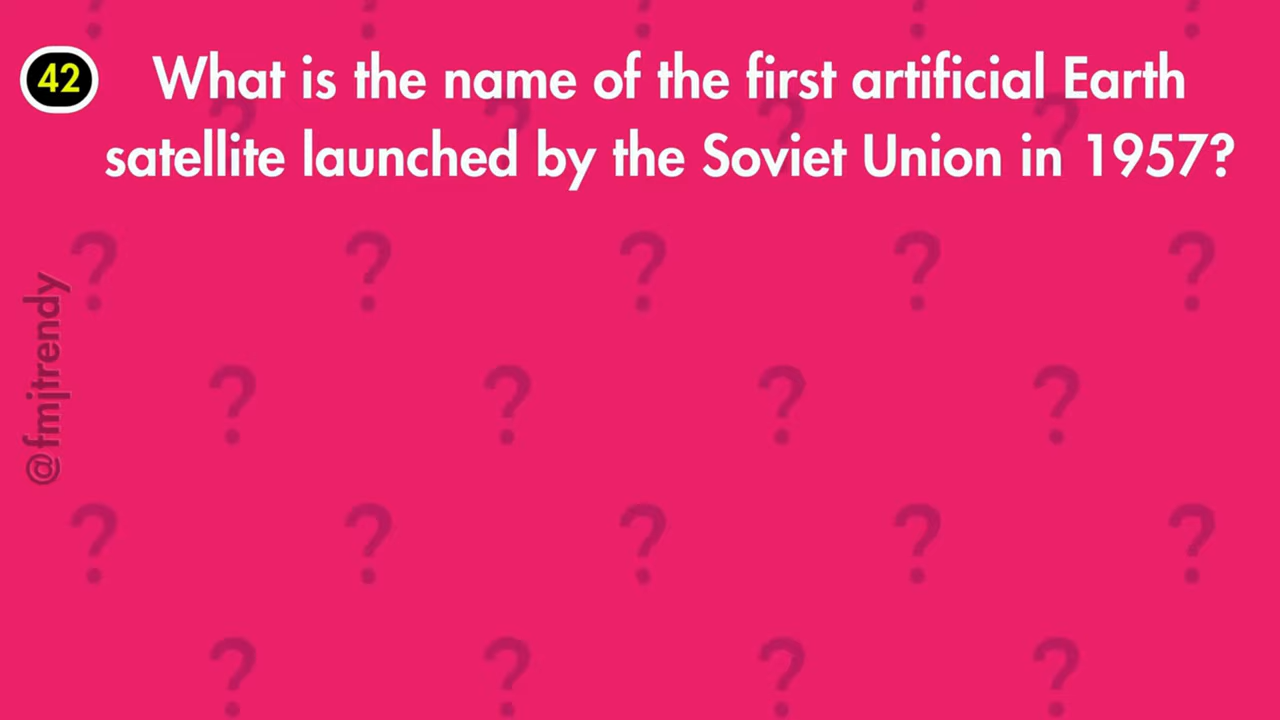 42
What is the name of the first artificial Earth
satellite launched by the Soviet Union in 1957?
@fmjtrendy